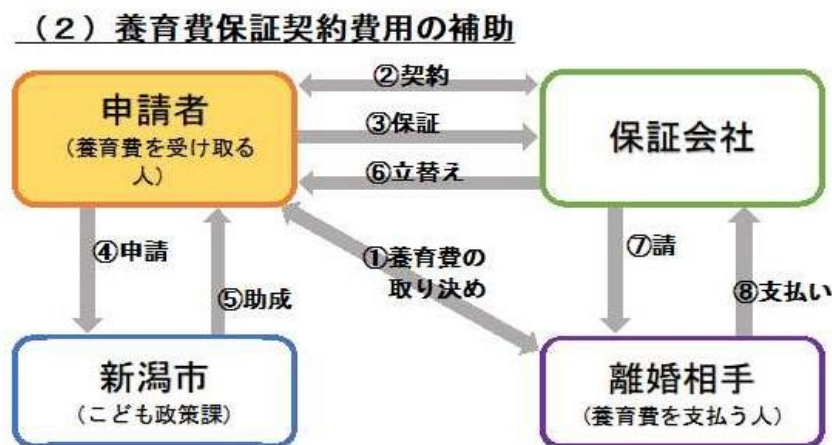 （２）養育費保証契約費用の補助
申請者
(養育費を受け取る
人)
②契約
③保証
⑥立替え
保証会社
④申請
⑤助成
①養育費の
取り決め
⑦請
⑧支払い
新潟市
(こども政策課)
離婚相手
(養育費を支払う人)